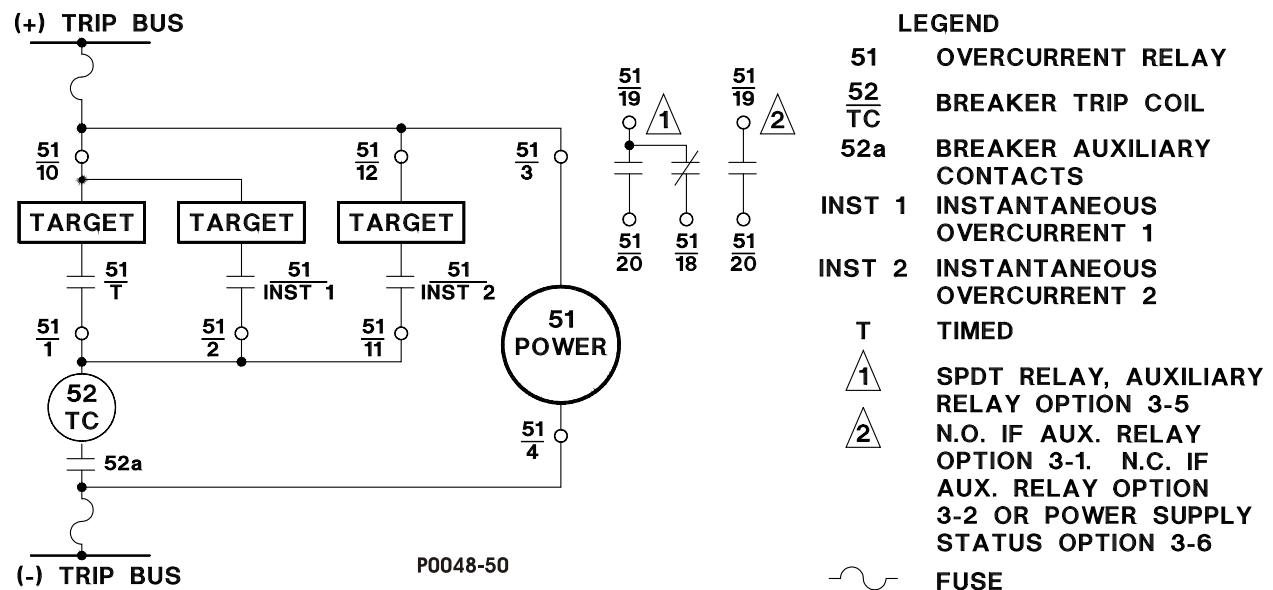 (+) TRIP BUS
51
10
51
12
51
3
TARGET
TARGET
TARGET
51
T
51
INST 1
51
INST 2
51
1
51
2
51
11
51
POWER
52
TC
51
4
52a
(-) TRIP BUS
P0048-50
51
19
1
51
19
2
51
20
51
18
51
20
LEGEND
51 OVERCURRENT RELAY
52
TC
BREAKER TRIP COIL
52a BREAKER AUXILIARY
CONTACTS
INST 1 INSTANTANEOUS
OVERCURRENT 1
INST 2 INSTANTANEOUS
OVERCURRENT 2
T TIMED
1 SPDT RELAY, AUXILIARY
RELAY OPTION 3-5
2 N.O. IF AUX. RELAY
OPTION 3-1. N.C. IF
AUX. RELAY OPTION
3-2 OR POWER SUPPLY
STATUS OPTION 3-6
FUSE